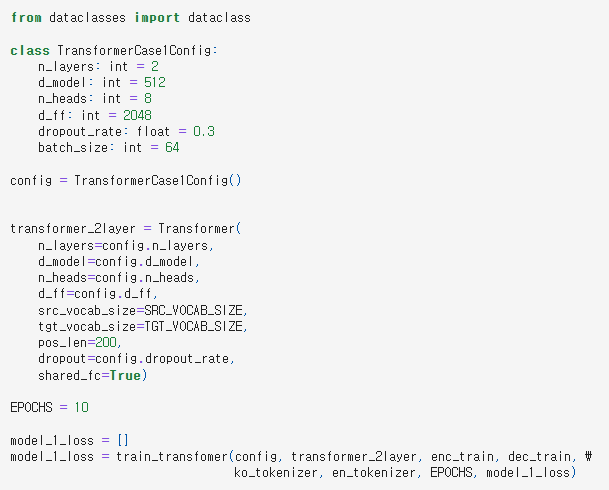 from dataclasses import dataclass
class TransformerCase1Config:
n_layers: int = 2
d_model: int = 512
n_heads: int = 8
d_ff: int = 2048
dropout_rate: float = 0.3
batch_size: int = 64
config = TransformerCase1Config()
transformer_2layer = Transformer(
n_layers=config.n_layers,
d_model=config.d_model,
n_heads=config.n_heads,
d_ff=config.d_ff,
src_vocab_size=SRC_VOCAB_SIZE,
tgt_vocab_size=TGT_VOCAB_SIZE,
pos_len=200,
dropout=config.dropout_rate,
shared_fc=True)
EPOCHS = 10
model_1_loss = []
model_1_loss = train_transfomer(config, transformer_2layer, enc_train, dec_train, ₩
ko_tokenizer, en_tokenizer, EPOCHS, model_1_loss)